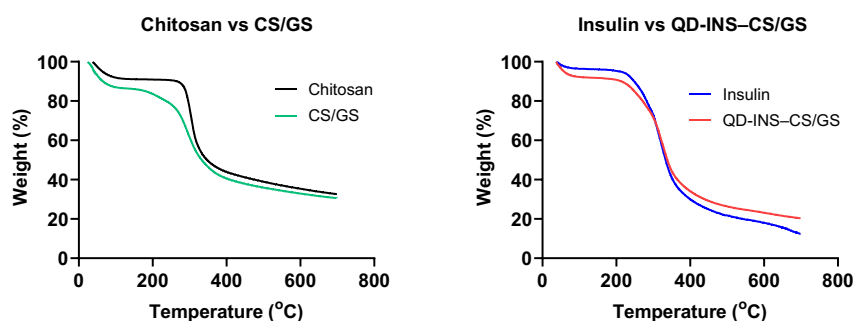 Chitosan vs CS/GS
100
80
60
40
20
0
Weight (%)
Chitosan
CS/GS
0 200 400 600 800
Temperature (°C)
Insulin vs QD-INS–CS/GS
100
80
60
40
20
0
Weight (%)
Insulin
QD-INS–CS/GS
0 200 400 600 800
Temperature (°C)